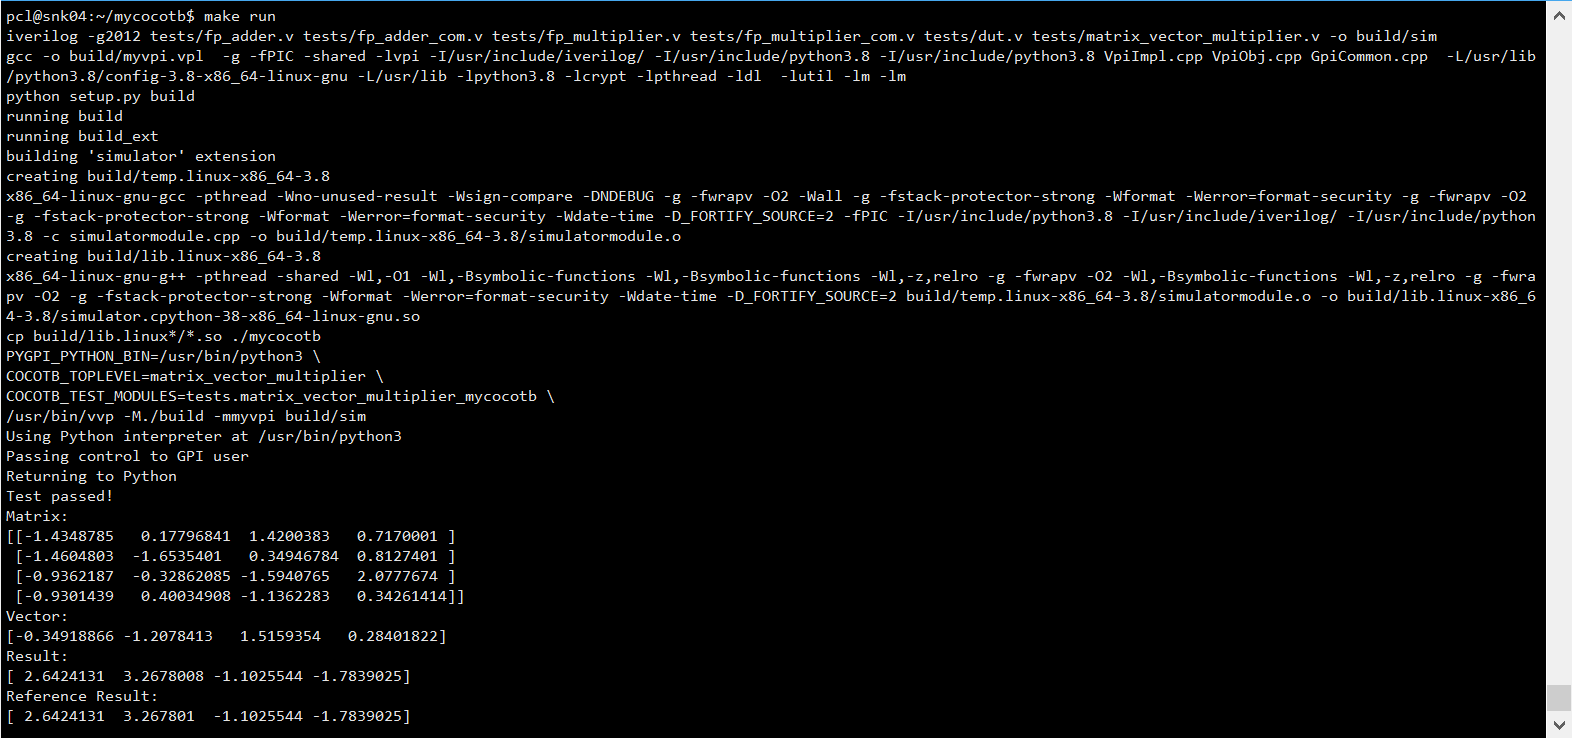 pcl@snk04:~/mycocotb$ make run
iverilog -g2012 tests/fp_adder.v tests/fp_adder_com.v tests/fp_multiplier.v tests/fp_multiplier_com.v tests/dut.v tests/matrix_vector_multiplier.v -o build/sim
gcc -o build/myvpi.vpl  -g -fPIC -shared -lvpi -I/usr/include/iverilog/ -I/usr/include/python3.8 -I/usr/include/python3.8 VpiImpl.cpp VpiObj.cpp GpiCommon.cpp  -L/usr/lib
/python3.8/config-3.8-x86_64-linux-gnu -L/usr/lib -lpython3.8 -lcrypt -lpthread -ldl  -lutil -lm -lm
python setup.py build
running build
running build_ext
building 'simulator' extension
creating build/temp.linux-x86_64-3.8
x86_64-linux-gnu-gcc -pthread -Wno-unused-result -Wsign-compare -DNDEBUG -g -fwrapv -O2 -Wall -g -fstack-protector-strong -Wformat -Werror=format-security -g -fwrapv -O2
-g -fstack-protector-strong -Wformat -Werror=format-security -Wdate-time -D_FORTIFY_SOURCE=2 -fPIC -I/usr/include/python3.8 -I/usr/include/iverilog/ -I/usr/include/python
3.8 -c simulatormodule.cpp -o build/temp.linux-x86_64-3.8/simulatormodule.o
creating build/lib.linux-x86_64-3.8
x86_64-linux-gnu-g++ -pthread -shared -Wl,-O1 -Wl,-Bsymbolic-functions -Wl,-Bsymbolic-functions -Wl,-z,relro -g -fwrapv -O2 -Wl,-Bsymbolic-functions -Wl,-z,relro -g -fwra
pv -O2 -g -fstack-protector-strong -Wformat -Werror=format-security -Wdate-time -D_FORTIFY_SOURCE=2 build/temp.linux-x86_64-3.8/simulatormodule.o -o build/lib.linux-x86_6
4-3.8/simulator.cpython-38-x86_64-linux-gnu.so
cp build/lib.linux*/*.so ./mycocotb
PYGPI_PYTHON_BIN=/usr/bin/python3 \
COCOTB_TOPLEVEL=matrix_vector_multiplier \
COCOTB_TEST_MODULES=tests.matrix_vector_multiplier_mycocotb \
/usr/bin/vvp -M./build -mmyvpi build/sim
Using Python interpreter at /usr/bin/python3
Passing control to GPI user
Returning to Python
Test passed!
Matrix:
[[-1.4348785   0.17796841  1.4200383   0.7170001 ]
 [-1.4604803  -1.6535401   0.34946784  0.8127401 ]
 [-0.9362187  -0.32862085 -1.5940765   2.0777674 ]
 [-0.9301439   0.40034908 -1.1362283   0.34261414]]
Vector:
[-0.34918866 -1.2078413   1.5159354   0.28401822]
Result:
[ 2.6424131  3.2678008 -1.1025544 -1.7839025]
Reference Result:
[ 2.6424131  3.267801  -1.1025544 -1.7839025]